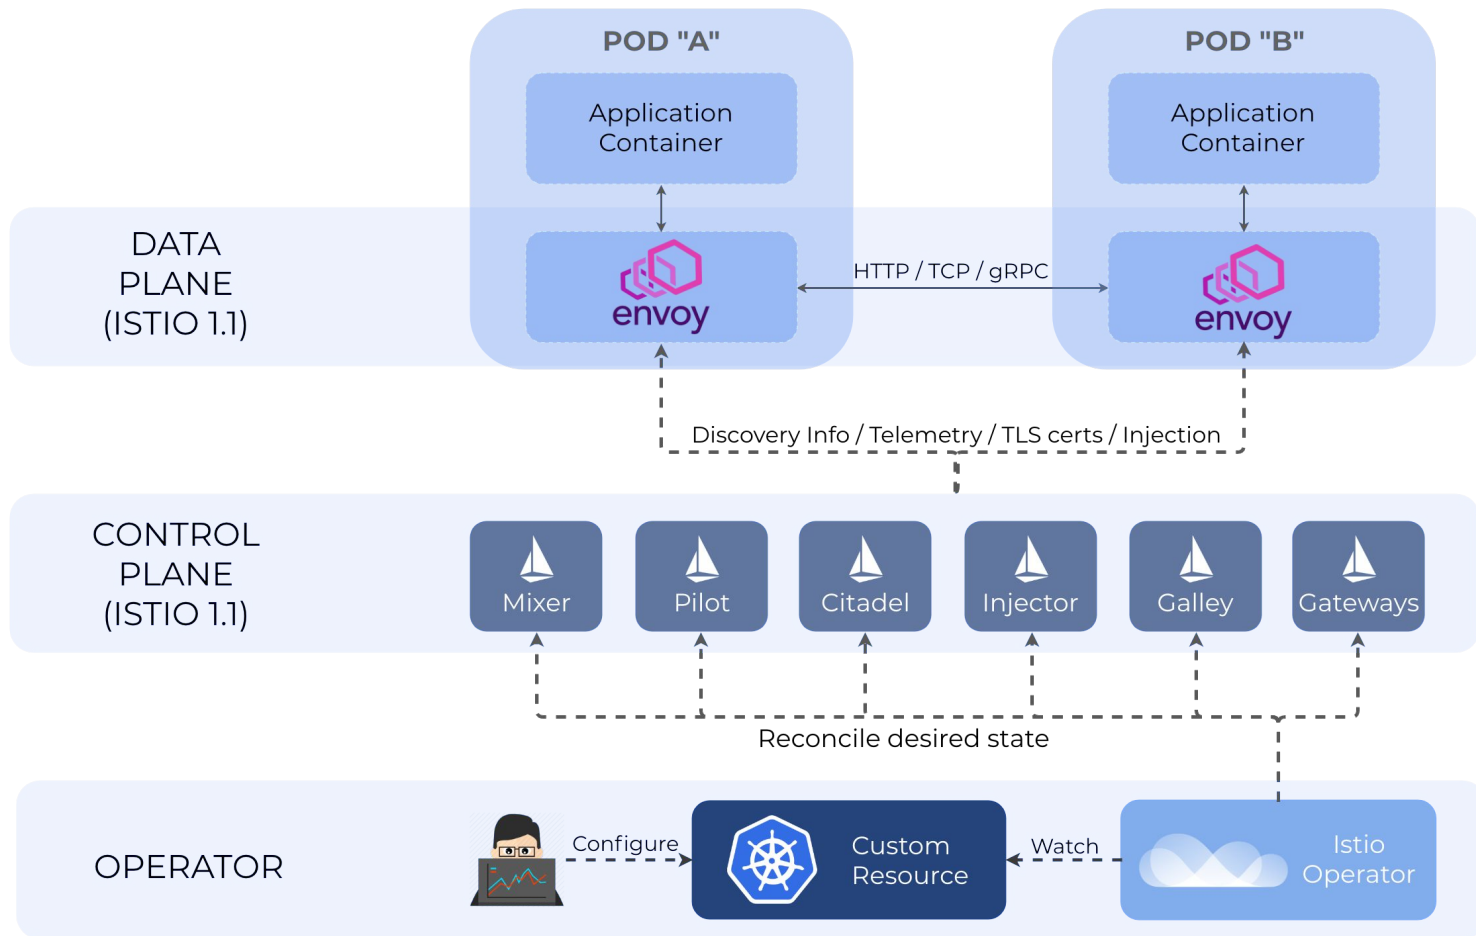 POD "A"
POD "B"
Application
Container
Application
Container
DATA
PLANE
(ISTIO 1.1)
envoy
HTTP / TCP / gRPC
envoy
Discovery Info / Telemetry / TLS certs / Injection
CONTROL
PLANE
(ISTIO 1.1)
Mixer
Pilot
Citadel
Injector
Galley
Gateways
Reconcile desired state
OPERATOR
Configure
Custom
Resource
Watch
Istio
Operator